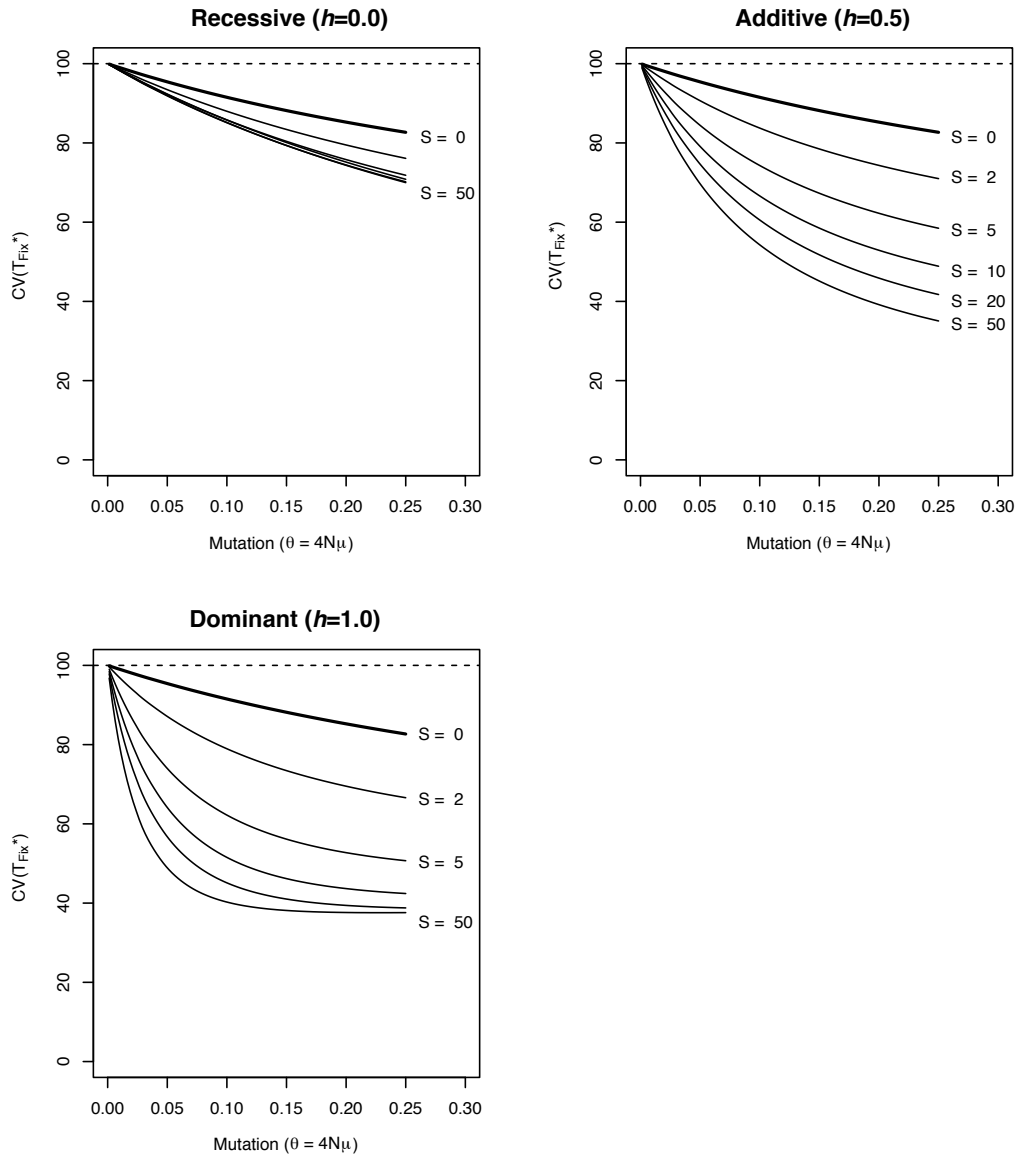 Recessive (h=0.0)
CV(T_Fix*)
100
80
60
40
20
0
S = 0
S = 50
0.00 0.05 0.10 0.15 0.20 0.25 0.30
Mutation (θ = 4Nμ)
Additive (h=0.5)
CV(T_Fix*)
100
80
60
40
20
0
S = 0
S = 2
S = 5
S = 10
S = 20
S = 50
0.00 0.05 0.10 0.15 0.20 0.25 0.30
Mutation (θ = 4Nμ)
Dominant (h=1.0)
CV(T_Fix*)
100
80
60
40
20
0
S = 0
S = 2
S = 5
S = 50
0.00 0.05 0.10 0.15 0.20 0.25 0.30
Mutation (θ = 4Nμ)